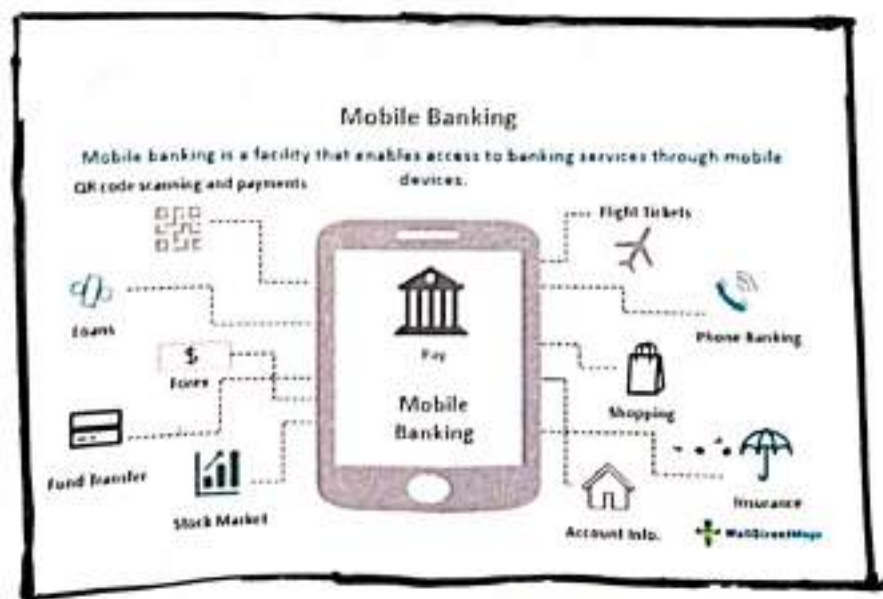 Mobile Banking
Mobile banking is a facility that enables access to banking services through mobile
devices.
QR code scanning and payments
Flight Tickets
Loans
Phone Banking
$
Forex
Pay
Mobile
Banking
Shopping
Fund Transfer
Stock Market
Insurance
Account Info.
WallStreetMojo